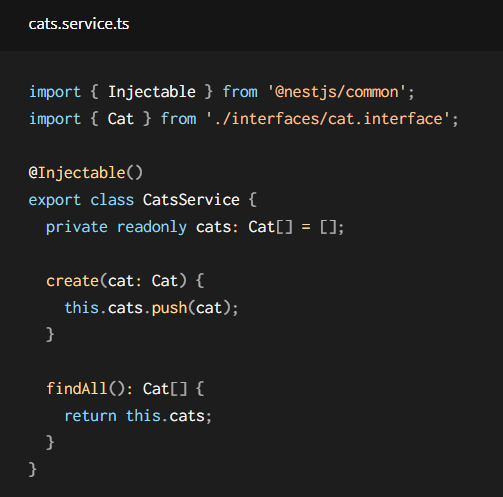 cats.service.ts
import { Injectable } from '@nestjs/common';
import { Cat } from './interfaces/cat.interface';
@Injectable()
export class CatsService {
  private readonly cats: Cat[] = [];
  create(cat: Cat) {
    this.cats.push(cat);
  }
  findAll(): Cat[] {
    return this.cats;
  }
}